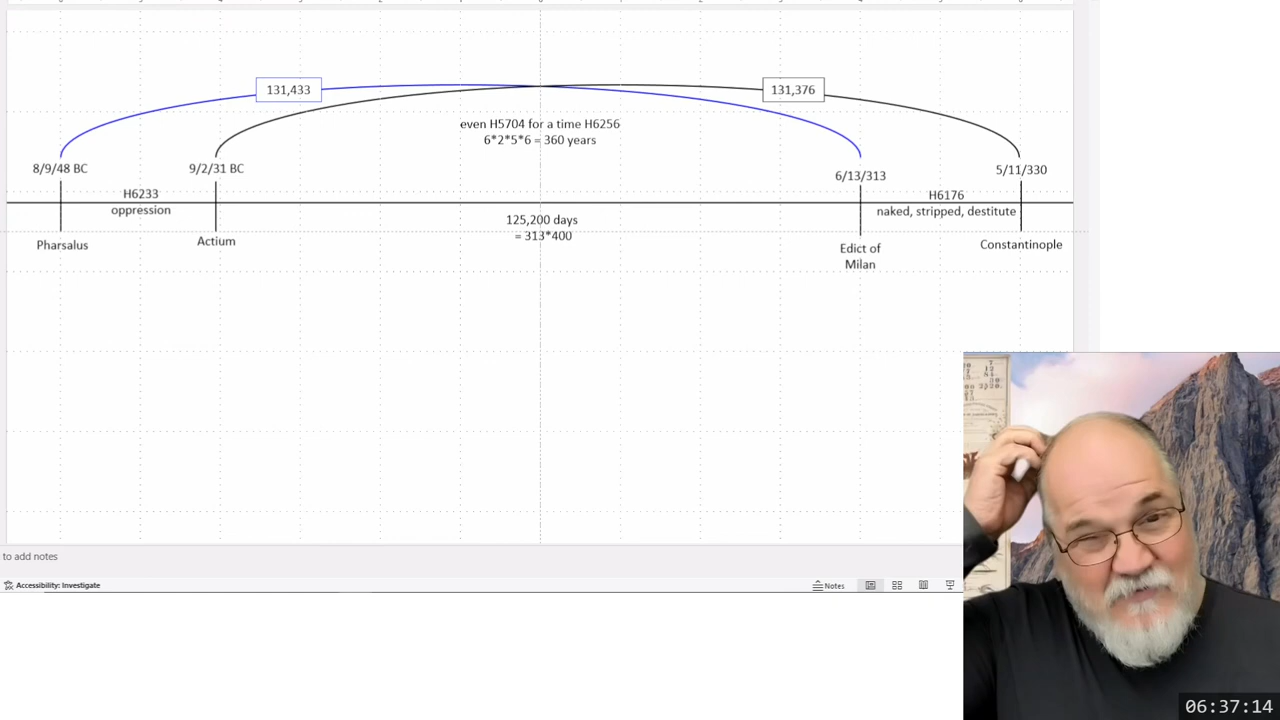 131,433
131,376
even H5704 for a time H6256
6*2*5*6 = 360 years
8/9/48 BC
9/2/31 BC
6/13/313
5/11/330
H6233
oppression
H6176
naked, stripped, destitute
125,200 days
= 313*400
Pharsalus
Actium
Edict of
Milan
Constantinople
to add notes
Accessibility: Investigate
Notes
06:37:14